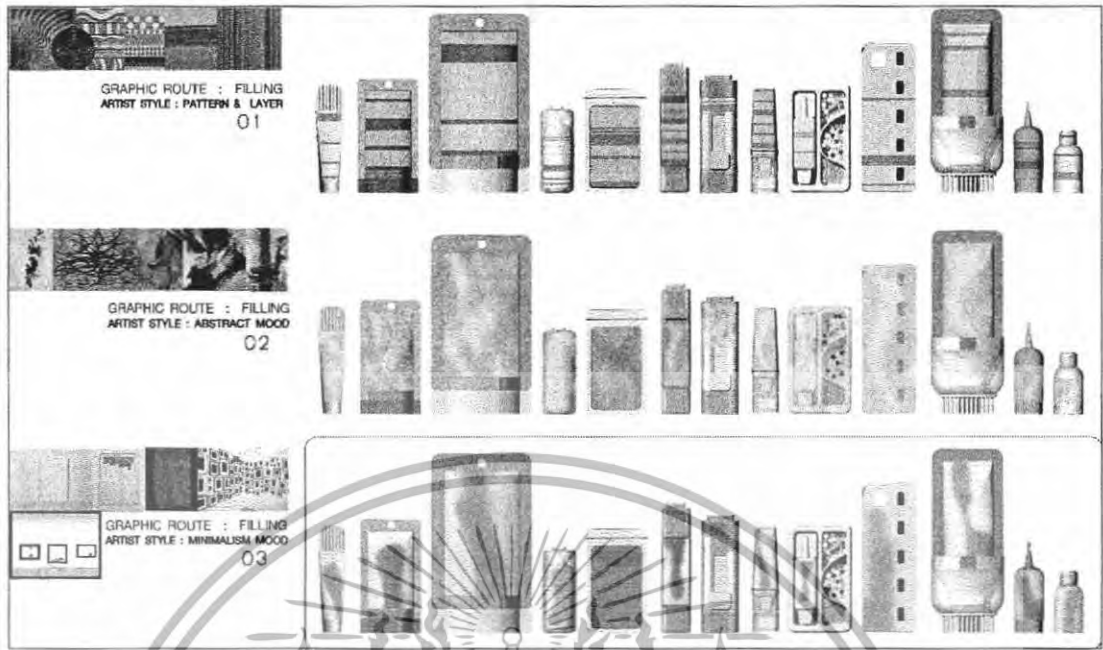 GRAPHIC ROUTE : FILLING
ARTIST STYLE : PATTERN & LAYER
01
GRAPHIC ROUTE : FILLING
ARTIST STYLE : ABSTRACT MOOD
02
GRAPHIC ROUTE : FILLING
ARTIST STYLE : MINIMALISM MOOD
03